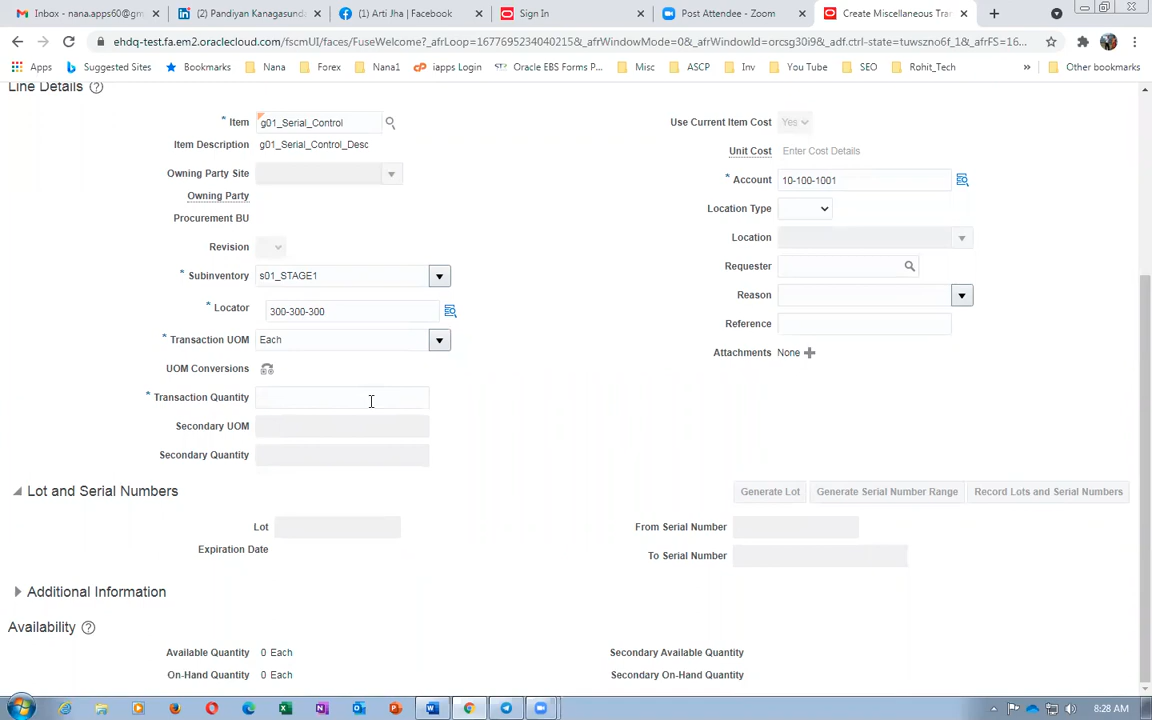 Inbox - nana.apps60@gm
(2) Pandiyan Kanagasund
(1) Arti Jha | Facebook
Sign In
Post Attendee - Zoom
Create Miscellaneous Tra
ehdq-test.fa.em2.oraclecloud.com/fscmUI/faces/FuseWelcome?_afrLoop=1677695234040215&_afrWindowMode=0&_afrWindowId=orcsg30i9&_adf.ctrl-state=tuwszno6f_1&_afrFS=16...
Apps Suggested Sites Bookmarks Nana Forex Nana1 iapps Login Oracle EBS Forms P... Misc ASCP Inv You Tube SEO Rohit_Tech » Other bookmarks
Line Details
* Item g01_Serial_Control
Use Current Item Cost Yes
Item Description g01_Serial_Control_Desc
Unit Cost Enter Cost Details
Owning Party Site
* Account 10-100-1001
Owning Party
Location Type
Procurement BU
Location
Revision
Requester
* Subinventory s01_STAGE1
Reason
* Locator 300-300-300
Reference
* Transaction UOM Each
Attachments None
UOM Conversions
* Transaction Quantity
Secondary UOM
Secondary Quantity
Lot and Serial Numbers
Generate Lot Generate Serial Number Range Record Lots and Serial Numbers
Lot
From Serial Number
Expiration Date
To Serial Number
Additional Information
Availability
Available Quantity 0 Each
Secondary Available Quantity
On-Hand Quantity 0 Each
Secondary On-Hand Quantity
8:28 AM